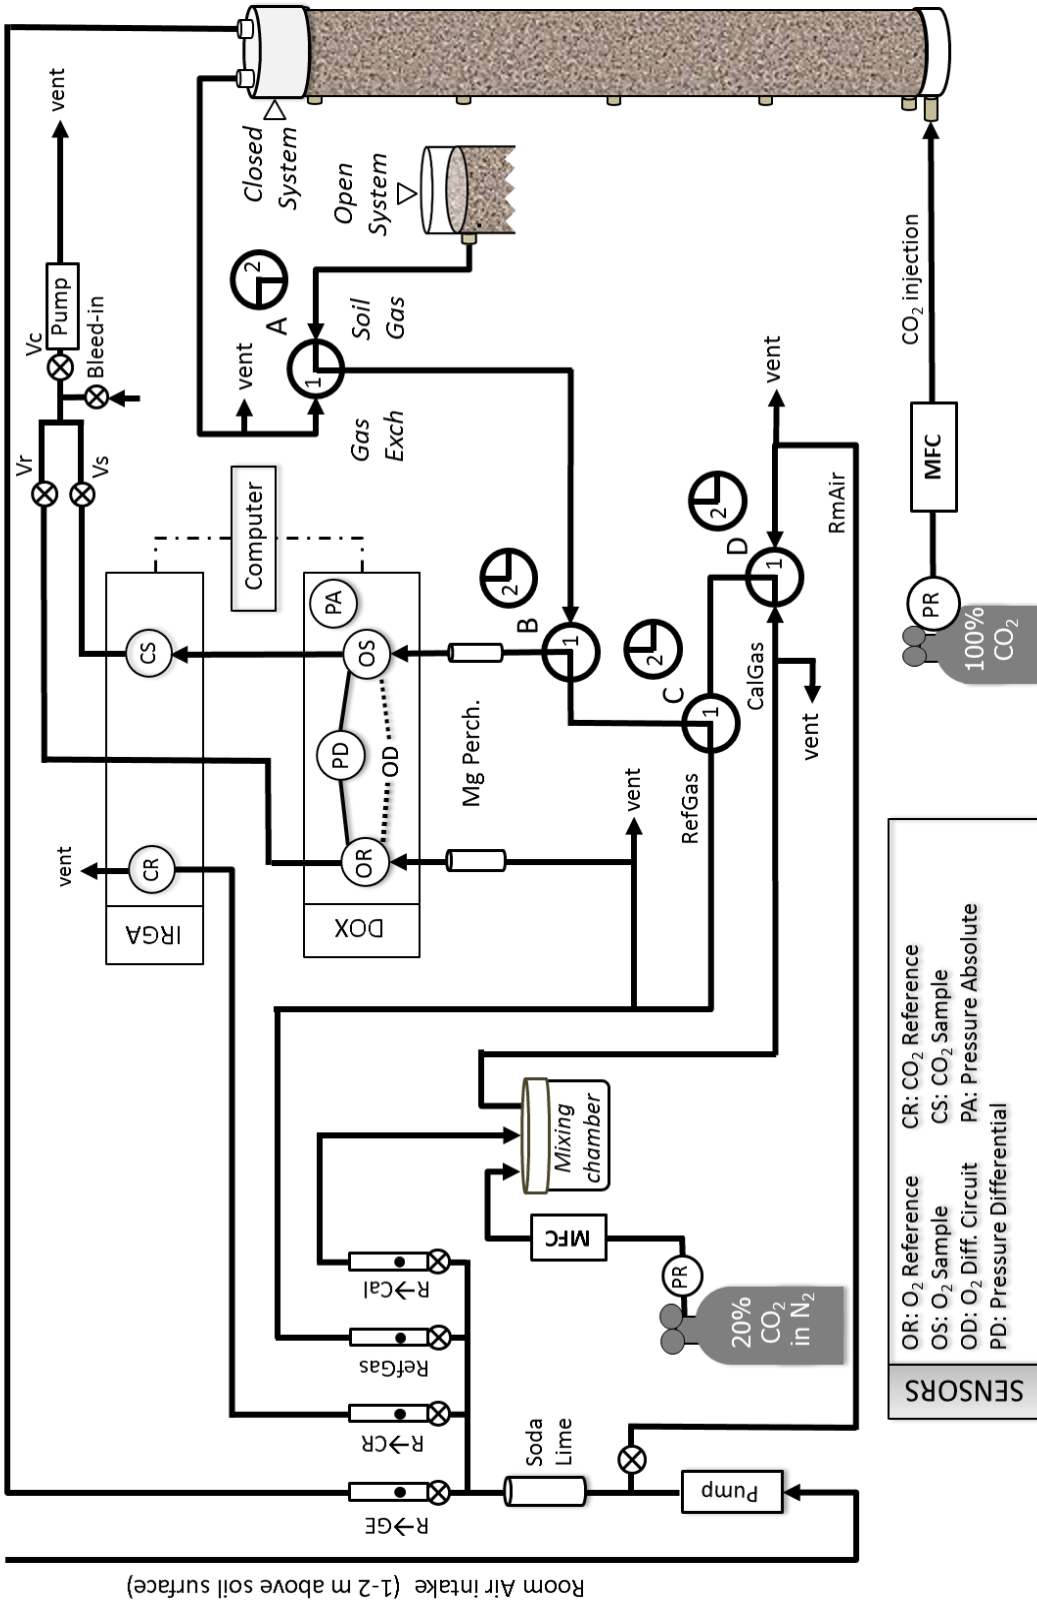 Room Air intake (1-2 m above soil surface)
Pump
Soda
Lime
R→GE
R→CR
RefGas
R→Cal
20%
CO₂
in N₂
PR
MFC
Mixing
chamber
IRGA
CR
vent
CS
DOX
OR
OD
PD
OS
PA
Computer
Mg Perch.
vent
RefGas
CalGas
vent
RmAir
vent
Vr
Vs
Vc
Bleed-in
Pump
vent
A
1
2
B
1
2
C
1
2
D
1
2
vent
Gas
Exch
Soil
Gas
Closed
System
Open
System
100%
CO₂
PR
MFC
CO₂ injection
SENSORS
OR: O₂ Reference
CR: CO₂ Reference
OS: O₂ Sample
CS: CO₂ Sample
OD: O₂ Diff. Circuit
PA: Pressure Absolute
PD: Pressure Differential